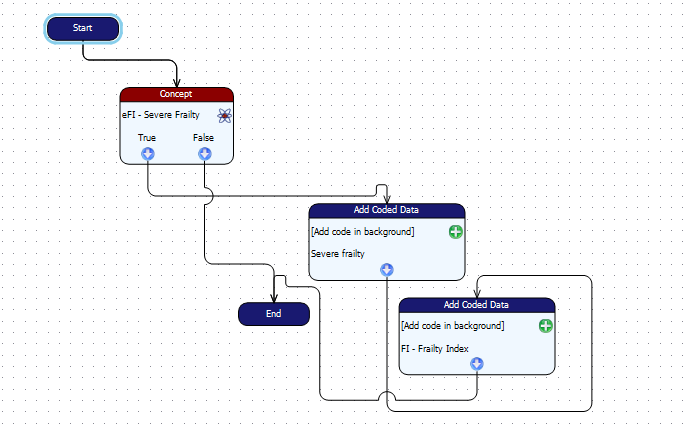 Start
Concept
eFI - Severe Frailty
True False
Add Coded Data
[Add code in background]
Severe frailty
End
Add Coded Data
[Add code in background]
FI - Frailty Index